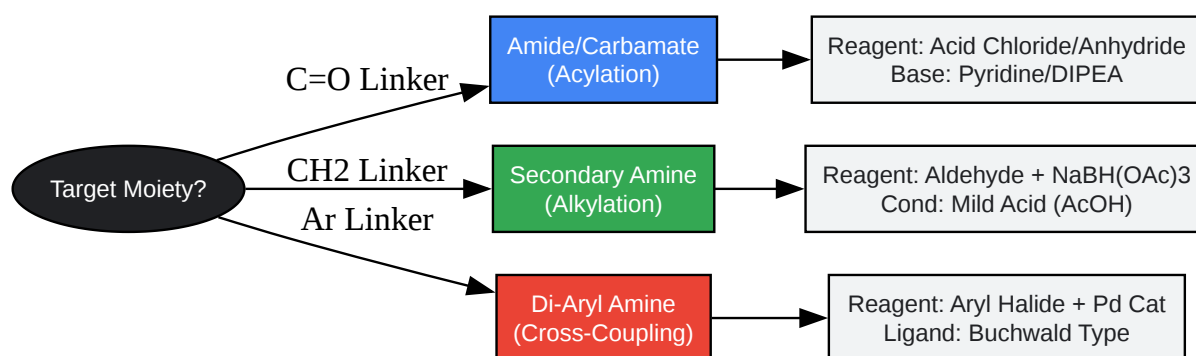 Target Moiety?
C=O Linker
Amide/Carbamate
(Acylation)
Reagent: Acid Chloride/Anhydride
Base: Pyridine/DIPEA
CH2 Linker
Secondary Amine
(Alkylation)
Reagent: Aldehyde + NaBH(OAc)3
Cond: Mild Acid (AcOH)
Ar Linker
Di-Aryl Amine
(Cross-Coupling)
Reagent: Aryl Halide + Pd Cat
Ligand: Buchwald Type